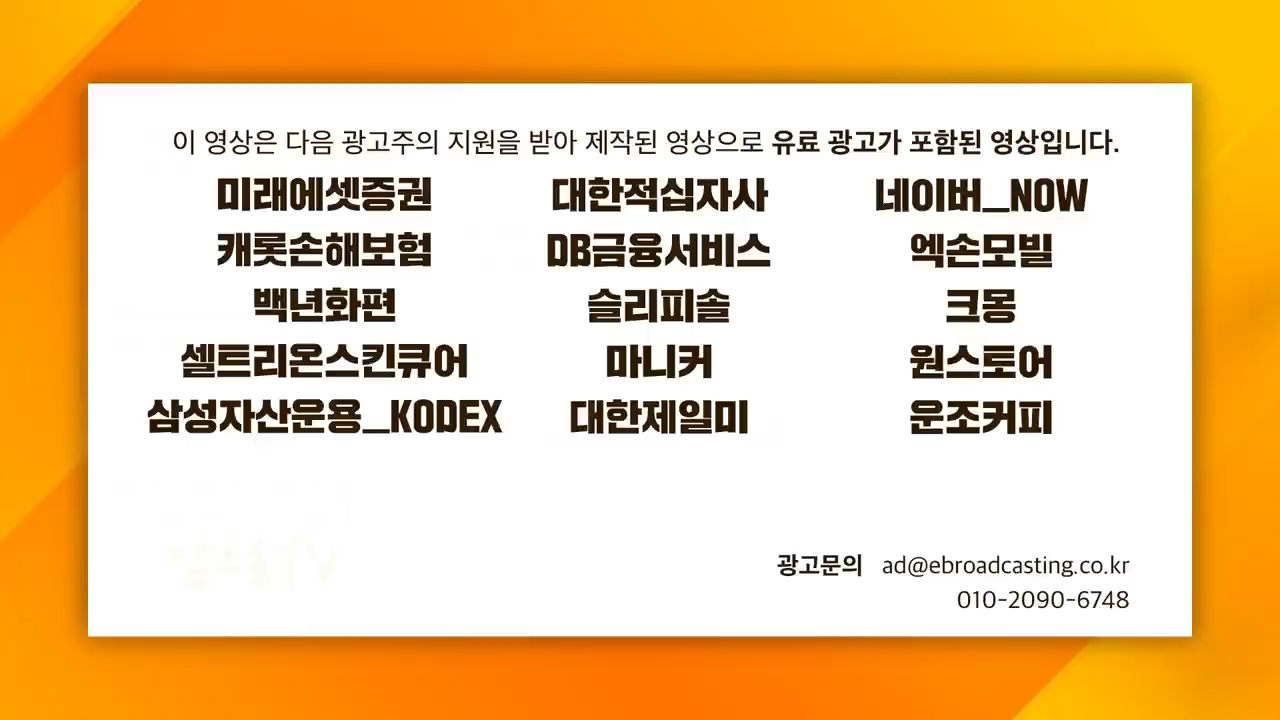 이 영상은 다음 광고주의 지원을 받아 제작된 영상으로 유료 광고가 포함된 영상입니다.
미래에셋증권 대한적십자사 네이버_NOW
캐롯손해보험 DB금융서비스 엑손모빌
백년화편 슬리피솔 크몽
셀트리온스킨큐어 마니커 원스토어
삼성자산운용_KODEX 대한제일미 운조커피
광고문의 ad@ebroadcasting.co.kr
010-2090-6748